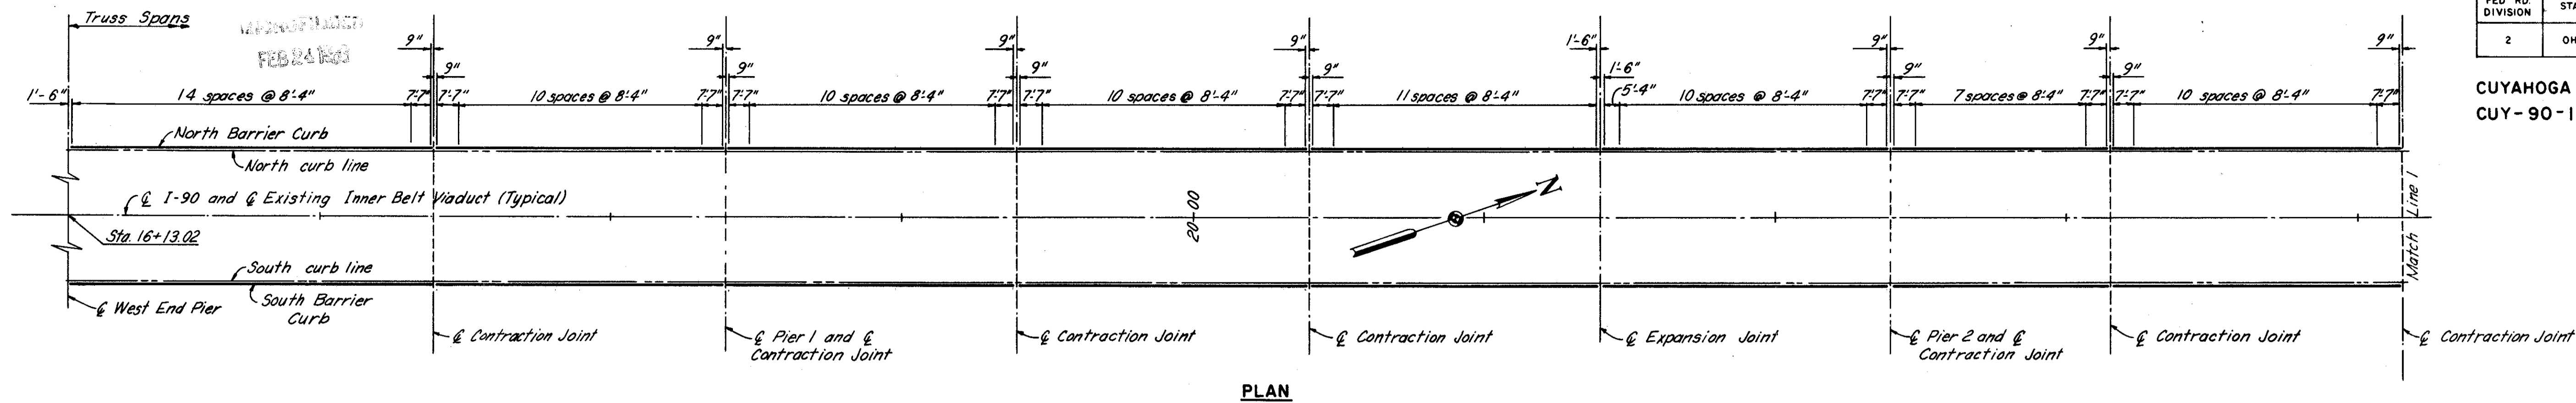 Truss Spans
FEB 24
FED RD. DIVISION
2
CUYAHOGA
CUY-90-1
9" 9" 9" 9" 1'-6" 9" 9" 9"
9" 9" 9" 9" 1'-6" 9" 9"
1'-6" 14 spaces @ 8'-4" 7'-7" 7'-7" 10 spaces @ 8'-4" 7'-7" 7'-7" 10 spaces @ 8'-4" 7'-7" 10 spaces @ 8'-4" 7'-7" 7'-7" 11 spaces @ 8'-4" 5'-4" 10 spaces @ 8'-4" 7'-7" 7'-7" 7 spaces @ 8'-4" 7'-7" 7'-7" 10 spaces @ 8'-4" 7'-7"
North Barrier Curb
North curb line
℄ I-90 and ℄ Existing Inner Belt Viaduct (Typical)
Sta. 16+13.02
20+00
N
Match Line 1
South curb line
South Barrier
Curb
℄ West End Pier
℄ Contraction Joint
℄ Pier 1 and ℄
Contraction Joint
℄ Contraction Joint
℄ Contraction Joint
℄ Expansion Joint
℄ Pier 2 and ℄
Contraction Joint
℄ Contraction Joint
℄ Contraction Joint
PLAN